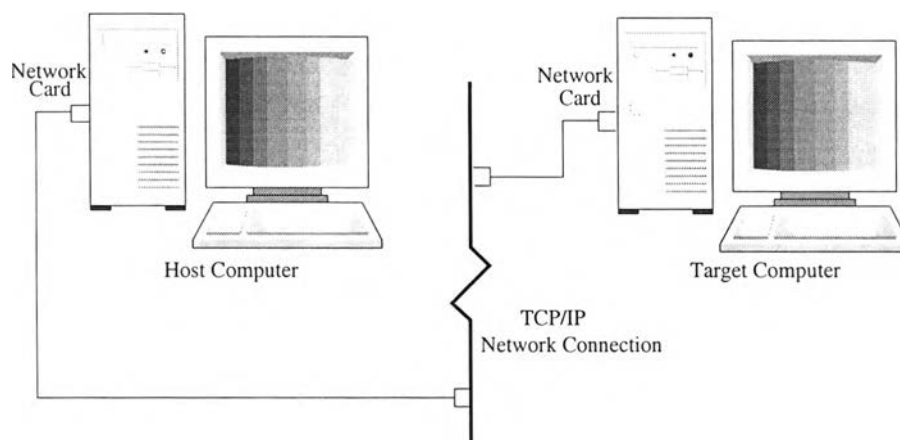 Network
Card
Host Computer
Network
Card
Target Computer
TCP/IP
Network Connection